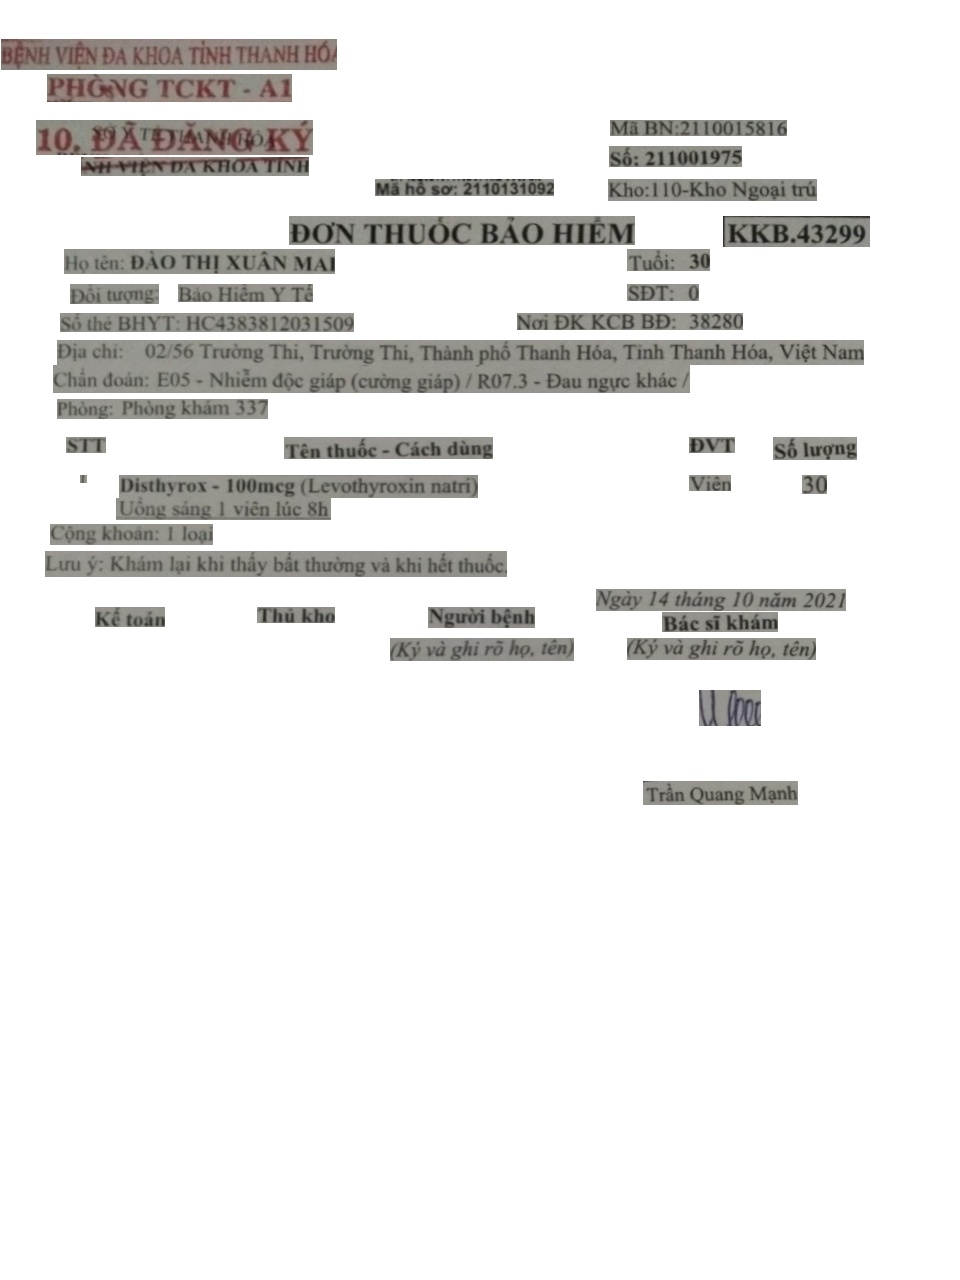 BỆNH VIỆN ĐA KHOA TỈNH THANH HÓA
PHÒNG TCKT - A1
10. ĐÃ ĐĂNG KÝ
SỞ Y TẾ THANH HÓA
NH VIỆN ĐA KHOA TỈNH
Mã BN:2110015816
Số: 211001975
Mã hồ sơ: 2110131092
Kho:110-Kho Ngoại trú
ĐƠN THUỐC BẢO HIỂM KKB.43299
Họ tên: ĐÀO THỊ XUÂN MAI Tuổi: 30
Đối tượng: Bảo Hiểm Y Tế SĐT: 0
Số thẻ BHYT: HC4383812031509 Nơi ĐK KCB BĐ: 38280
Địa chỉ: 02/56 Trường Thi, Trường Thi, Thành phố Thanh Hóa, Tỉnh Thanh Hóa, Việt Nam
Chẩn đoán: E05 - Nhiễm độc giáp (cường giáp) / R07.3 - Đau ngực khác /
Phòng: Phòng khám 337
STT Tên thuốc - Cách dùng ĐVT Số lượng
Disthyrox - 100mcg (Levothyroxin natri) Viên 30
Uống sáng 1 viên lúc 8h
Cộng khoản: 1 loại
Lưu ý: Khám lại khi thấy bất thường và khi hết thuốc.
Ngày 14 tháng 10 năm 2021
Kế toán Thủ kho Người bệnh Bác sĩ khám
(Ký và ghi rõ họ, tên) (Ký và ghi rõ họ, tên)
Trần Quang Mạnh